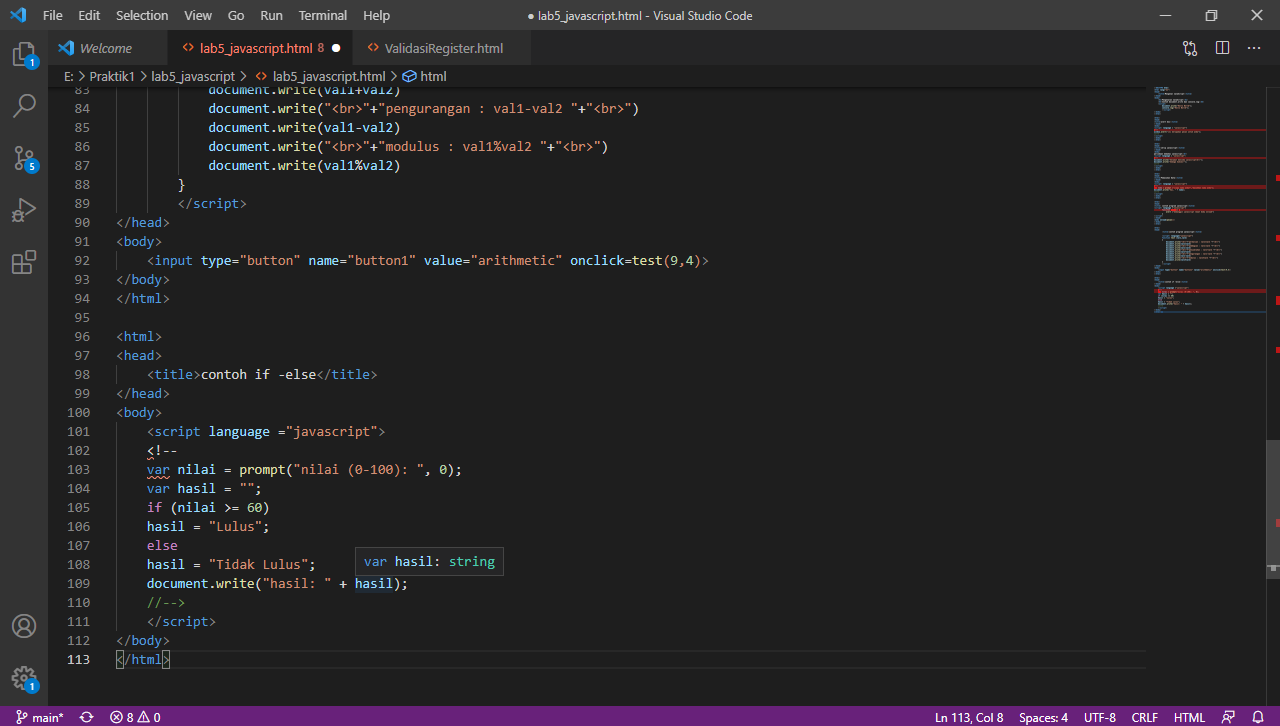 File Edit Selection View Go Run Terminal Help ● lab5_javascript.html - Visual Studio Code
Welcome lab5_javascript.html 8 ● ValidasiRegister.html
E: > Praktik1 > lab5_javascript > lab5_javascript.html > html
1
5
1
83 document.write(val1+val2)
84 document.write("<br>"+"pengurangan : val1-val2 "+"<br>")
85 document.write(val1-val2)
86 document.write("<br>"+"modulus : val1%val2 "+"<br>")
87 document.write(val1%val2)
88 }
89 </script>
90 </head>
91 <body>
92 <input type="button" name="button1" value="arithmetic" onclick=test(9,4)>
93 </body>
94 </html>
95
96 <html>
97 <head>
98 <title>contoh if -else</title>
99 </head>
100 <body>
101 <script language ="javascript">
102 <!--
103 var nilai = prompt("nilai (0-100): ", 0);
104 var hasil = "";
105 if (nilai >= 60)
106 hasil = "Lulus";
107 else
108 hasil = "Tidak Lulus";
var hasil: string
109 document.write("hasil: " + hasil);
110 //-->
111 </script>
112 </body>
113 </html>
main* 8 0 Ln 113, Col 8 Spaces: 4 UTF-8 CRLF HTML